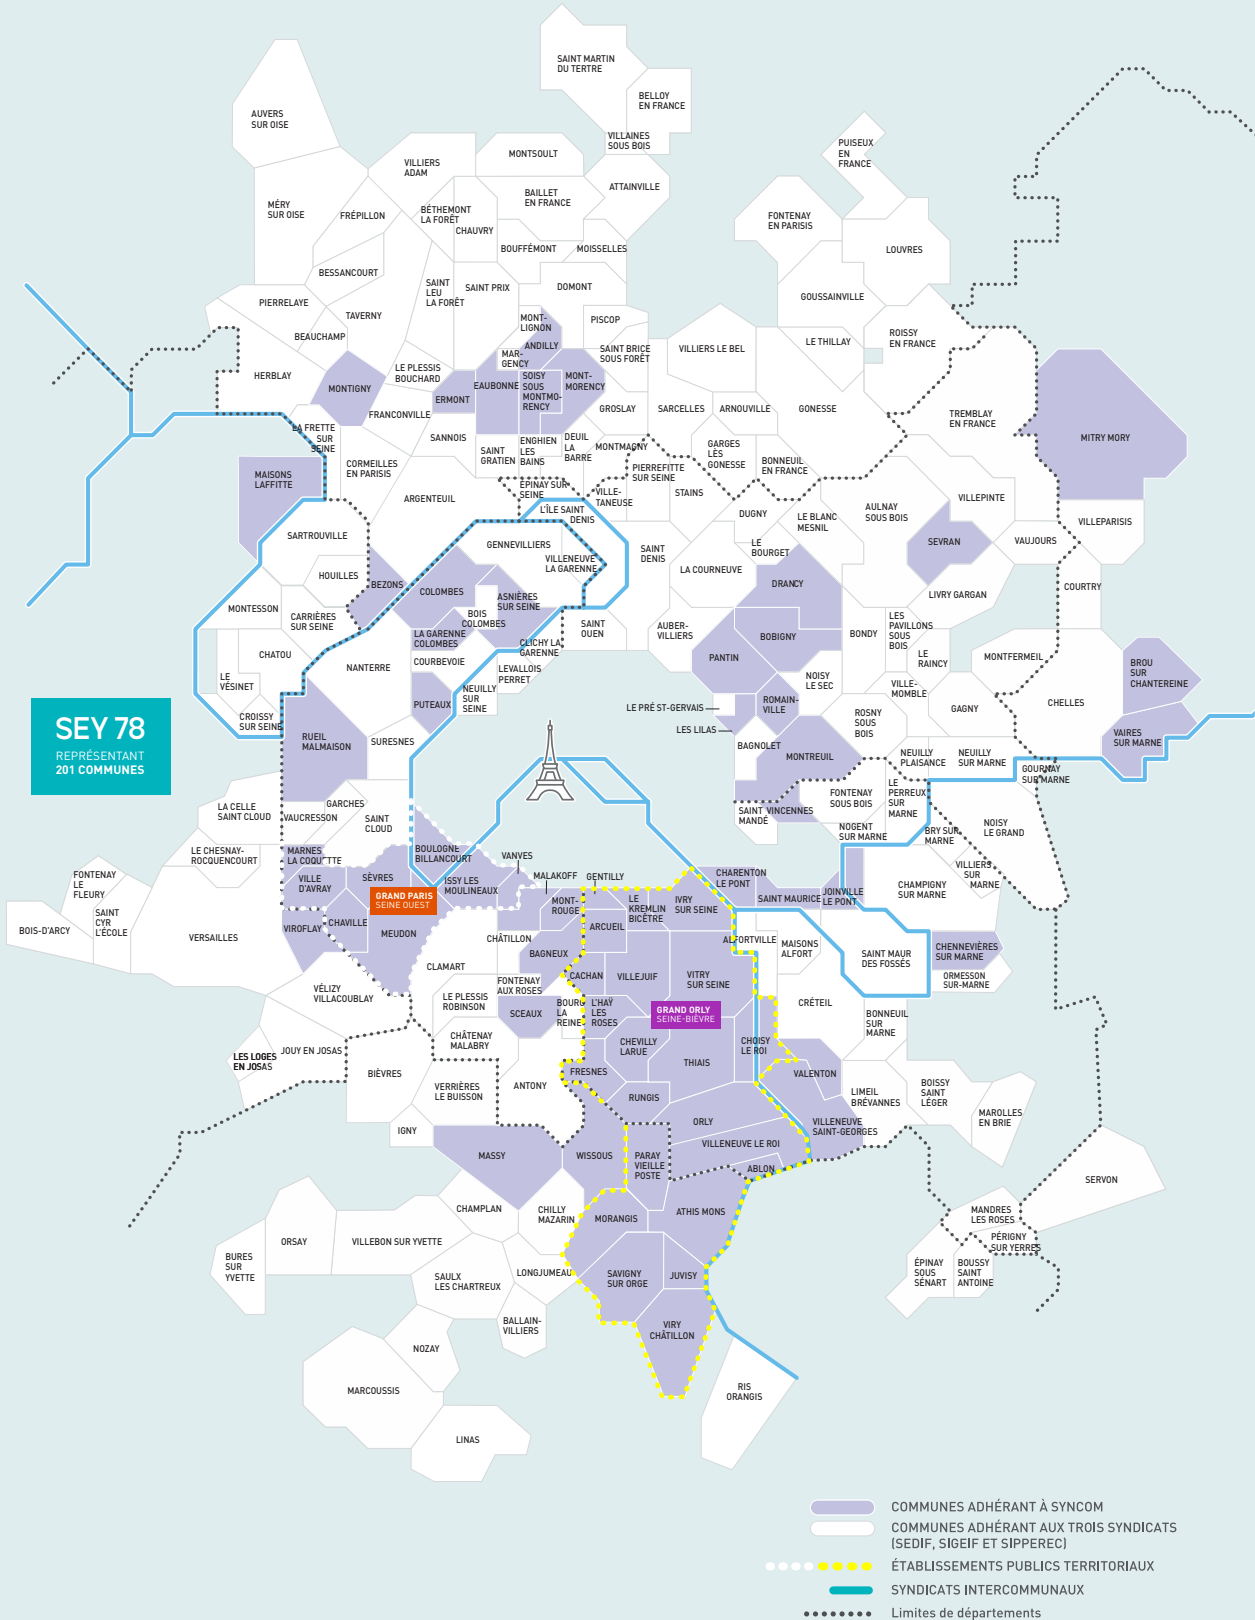 SAINT MARTIN
DU TERTRE
BELLOY
EN FRANCE
AUVERS
SUR OISE
VILLAINES
SOUS BOIS
PUISEUX
EN
FRANCE
MONTSOULT
VILLIERS
ADAM
ATTAINVILLE
BAILLET
EN FRANCE
MÉRY
SUR OISE
FRÉPILLON
BÉTHEMONT
LA FORÊT
CHAUVRY
FONTENAY
EN PARISIS
BOUFFÉMONT
MOISSELLES
LOUVRES
BESSANCOURT
SAINT
LEU
LA FORÊT
SAINT PRIX
DOMONT
GOUSSAINVILLE
PIERRELAYE
TAVERNY
MONT-
LIGNON
PISCOP
BEAUCHAMP
ANDILLY
SAINT BRICE
SOUS FORÊT
VILLIERS LE BEL
LE THILLAY
ROISSY
EN FRANCE
MAR-
GENCY
HERBLAY
MONTIGNY
LE PLESSIS
BOUCHARD
ERMONT
EAUBONNE
SOISY
SOUS
MONTMO-
RENCY
MONT-
MORENCY
GROSLAY
SARCELLES
ARNOUVILLE
GONESSE
TREMBLAY
EN FRANCE
MITRY MORY
FRANCONVILLE
LA FRETTE
SUR
SEINE
SANNOIS
SAINT
GRATIEN
ENGHIEN
LES
BAINS
DEUIL
LA
BARRE
MONTMAGNY
GARGES
LÈS
GONESSE
BONNEUIL
EN FRANCE
CORMEILLES
EN PARISIS
PIERREFITTE
SUR SEINE
MAISONS
LAFFITTE
ARGENTEUIL
ÉPINAY SUR
SEINE
VILLE-
TANEUSE
STAINS
AULNAY
SOUS BOIS
VILLEPINTE
L'ÎLE SAINT
DENIS
DUGNY
LE BLANC
MESNIL
VILLEPARISIS
SARTROUVILLE
GENNEVILLIERS
VILLENEUVE
LA GARENNE
SAINT
DENIS
LE
BOURGET
SEVRAN
VAUJOURS
HOUILLES
BEZONS
COLOMBES
LA COURNEUVE
DRANCY
COURTRY
LIVRY GARGAN
MONTESSON
CARRIÈRES
SUR SEINE
ASNIÈRES
SUR SEINE
BOIS
COLOMBES
LA GARENNE
COLOMBES
CLICHY LA
GARENNE
SAINT
OUEN
AUBER-
VILLIERS
BOBIGNY
BONDY
LES
PAVILLONS
SOUS
BOIS
LE
RAINCY
MONTFERMEIL
BROU
SUR
CHANTEREINE
CHATOU
NANTERRE
COURBEVOIE
LEVALLOIS
PERRET
PANTIN
NOISY
LE SEC
VILLE-
MOMBLE
GAGNY
CHELLES
LE
VÉSINET
CROISSY
SUR SEINE
PUTEAUX
NEUILLY
SUR
SEINE
LE PRÉ ST-GERVAIS
ROMAIN-
VILLE
ROSNY
SOUS
BOIS
VAIRES
SUR MARNE
SEY 78
REPRÉSENTANT
201 COMMUNES
RUEIL
MALMAISON
SURESNES
LES LILAS
BAGNOLET
MONTREUIL
NEUILLY
PLAISANCE
NEUILLY
SUR MARNE
GOURNAY
SUR MARNE
LA CELLE
SAINT CLOUD
GARCHES
VAUCRESSON
SAINT
CLOUD
SAINT
MANDÉ
VINCENNES
FONTENAY
SOUS BOIS
LE
PERREUX
SUR
MARNE
NOGENT
SUR MARNE
BRY SUR
MARNE
NOISY
LE GRAND
LE CHESNAY-
ROCQUENCOURT
MARNES
LA COQUETTE
BOULOGNE
BILLANCOURT
VANVES
FONTENAY
LE
FLEURY
VILLE
D'AVRAY
SÈVRES
ISSY LES
MOULINEAUX
MALAKOFF
GENTILLY
CHARENTON
LE PONT
SAINT MAURICE
JOINVILLE
LE PONT
CHAMPIGNY
SUR MARNE
VILLIERS
SUR
MARNE
GRAND PARIS
SEINE OUEST
MONT-
ROUGE
LE
KREMLIN
BICÊTRE
IVRY
SUR SEINE
SAINT
CYR
L'ÉCOLE
BOIS-D'ARCY
VERSAILLES
VIROFLAY
CHAVILLE
MEUDON
CHÂTILLON
ARCUEIL
ALFORTVILLE
MAISONS
ALFORT
SAINT MAUR
DES FOSSÉS
CHENNEVIÈRES
SUR MARNE
ORMESSON
SUR-MARNE
CLAMART
BAGNEUX
CACHAN
VILLEJUIF
VITRY
SUR SEINE
VÉLIZY
VILLACOUBLAY
LE PLESSIS
ROBINSON
FONTENAY
AUX ROSES
SCEAUX
BOURG
LA
REINE
L'HAŸ
LES
ROSES
GRAND ORLY
SEINE-BIÈVRE
CRÉTEIL
BONNEUIL
SUR
MARNE
CHÂTENAY
MALABRY
CHEVILLY
LARUE
THIAIS
CHOISY
LE ROI
LES LOGES
EN JOSAS
JOUY EN JOSAS
BIÈVRES
VERRIÈRES
LE BUISSON
ANTONY
FRESNES
RUNGIS
VALENTON
LIMEIL
BRÉVANNES
BOISSY
SAINT
LÉGER
MAROLLES
EN BRIE
IGNY
ORLY
VILLENEUVE
SAINT-GEORGES
VILLENEUVE LE ROI
MASSY
WISSOUS
PARAY
VIEILLE
POSTE
ABLON
SERVON
CHAMPLAN
CHILLY
MAZARIN
MORANGIS
ATHIS MONS
MANDRES
LES ROSES
PÉRIGNY
SUR YERRES
ORSAY
VILLEBON SUR YVETTE
BURES
SUR
YVETTE
SAULX
LES CHARTREUX
LONGJUMEAU
SAVIGNY
SUR ORGE
JUVISY
ÉPINAY
SOUS
SÉNART
BOUSSY
SAINT
ANTOINE
BALLAIN-
VILLIERS
VIRY
CHÂTILLON
NOZAY
MARCOUSSIS
RIS
ORANGIS
LINAS
COMMUNES ADHÉRANT À SYNCOM
COMMUNES ADHÉRANT AUX TROIS SYNDICATS
(SEDIF, SIGEIF ET SIPPEREC)
ÉTABLISSEMENTS PUBLICS TERRITORIAUX
SYNDICATS INTERCOMMUNAUX
Limites de départements